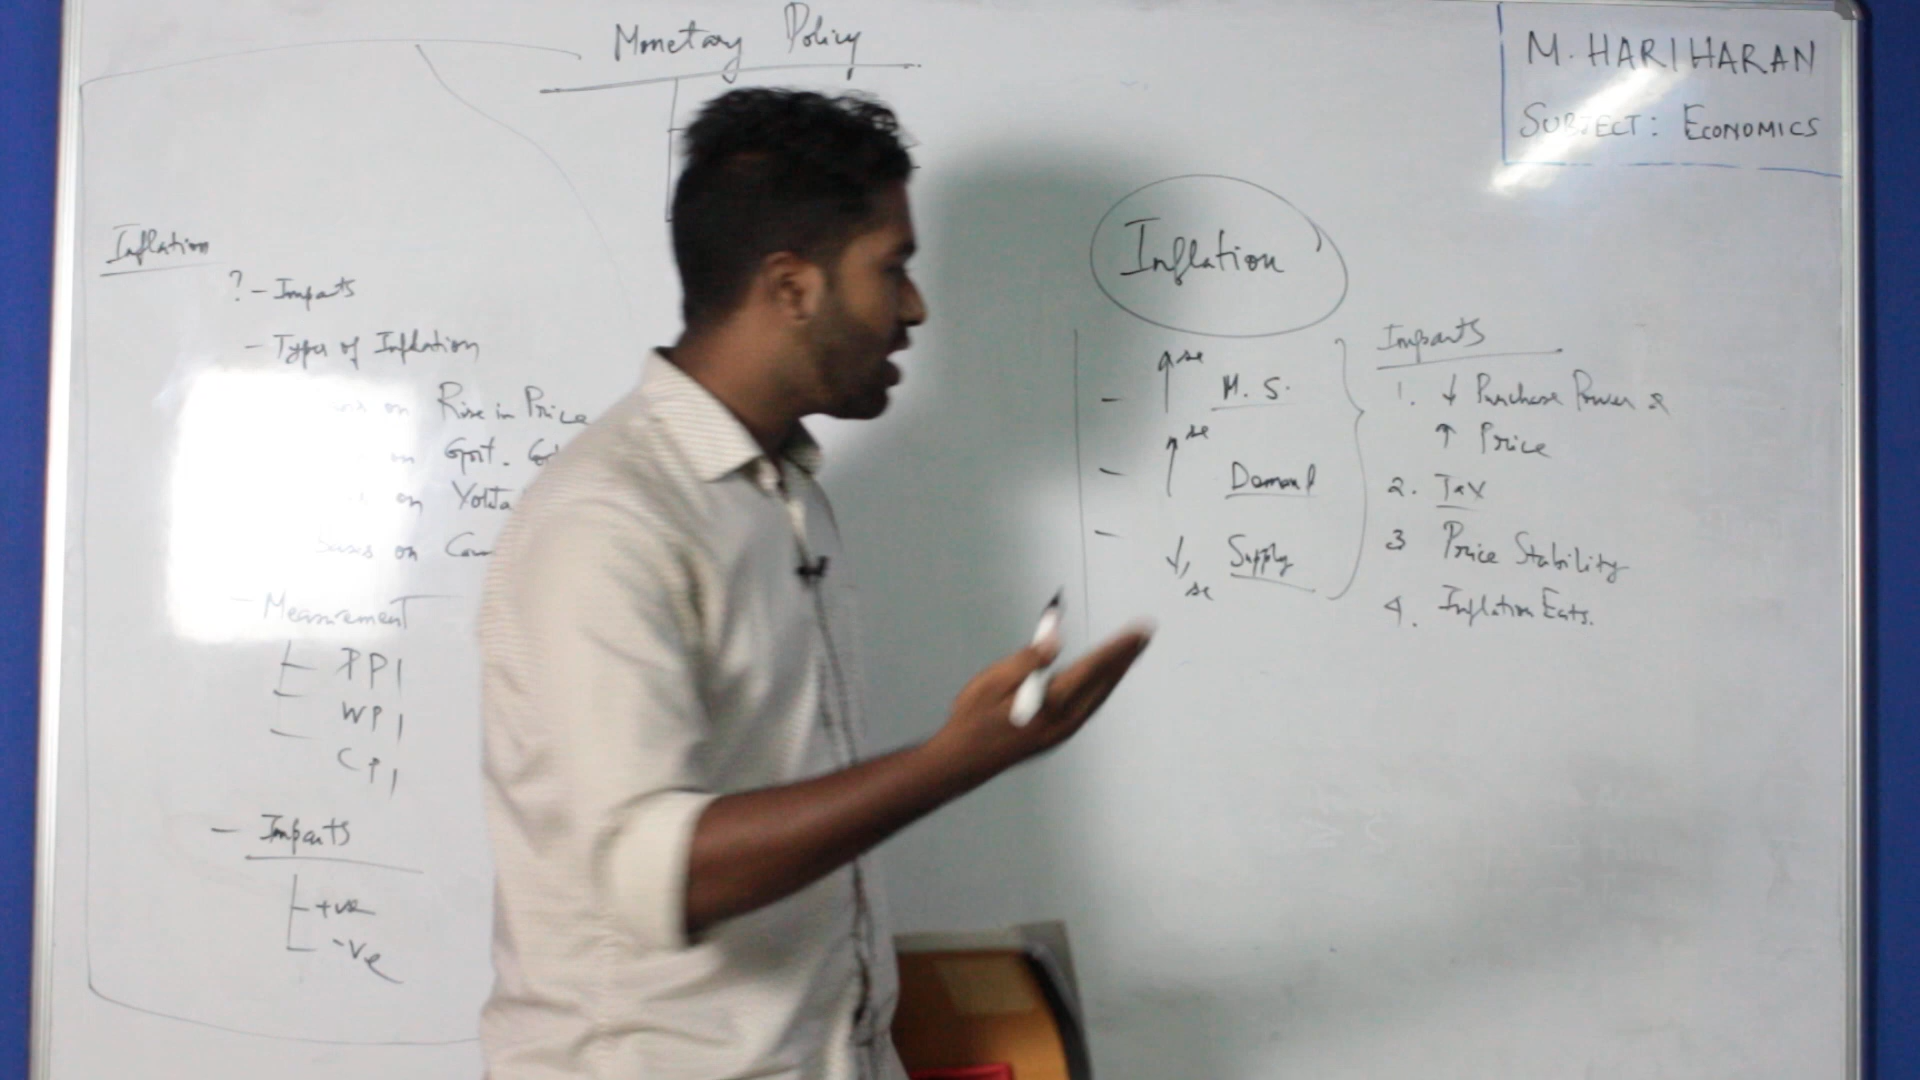 Monetary Policy
M. HARIHARAN
SUBJECT: ECONOMICS
Inflation
? - Impacts
- Types of Inflation
on Rise in Price
on Govt.
on
bases on
- Measurement
PPI
WPI
CPI
- Impacts
+ve
-ve
Inflation
- ↑se M. S.
- ↑se Demand
- ↓se Supply
Impacts
1. ↓ Purchase Power &
↑ Price
2. Tax
3 Price Stability
4. Inflation Eats.